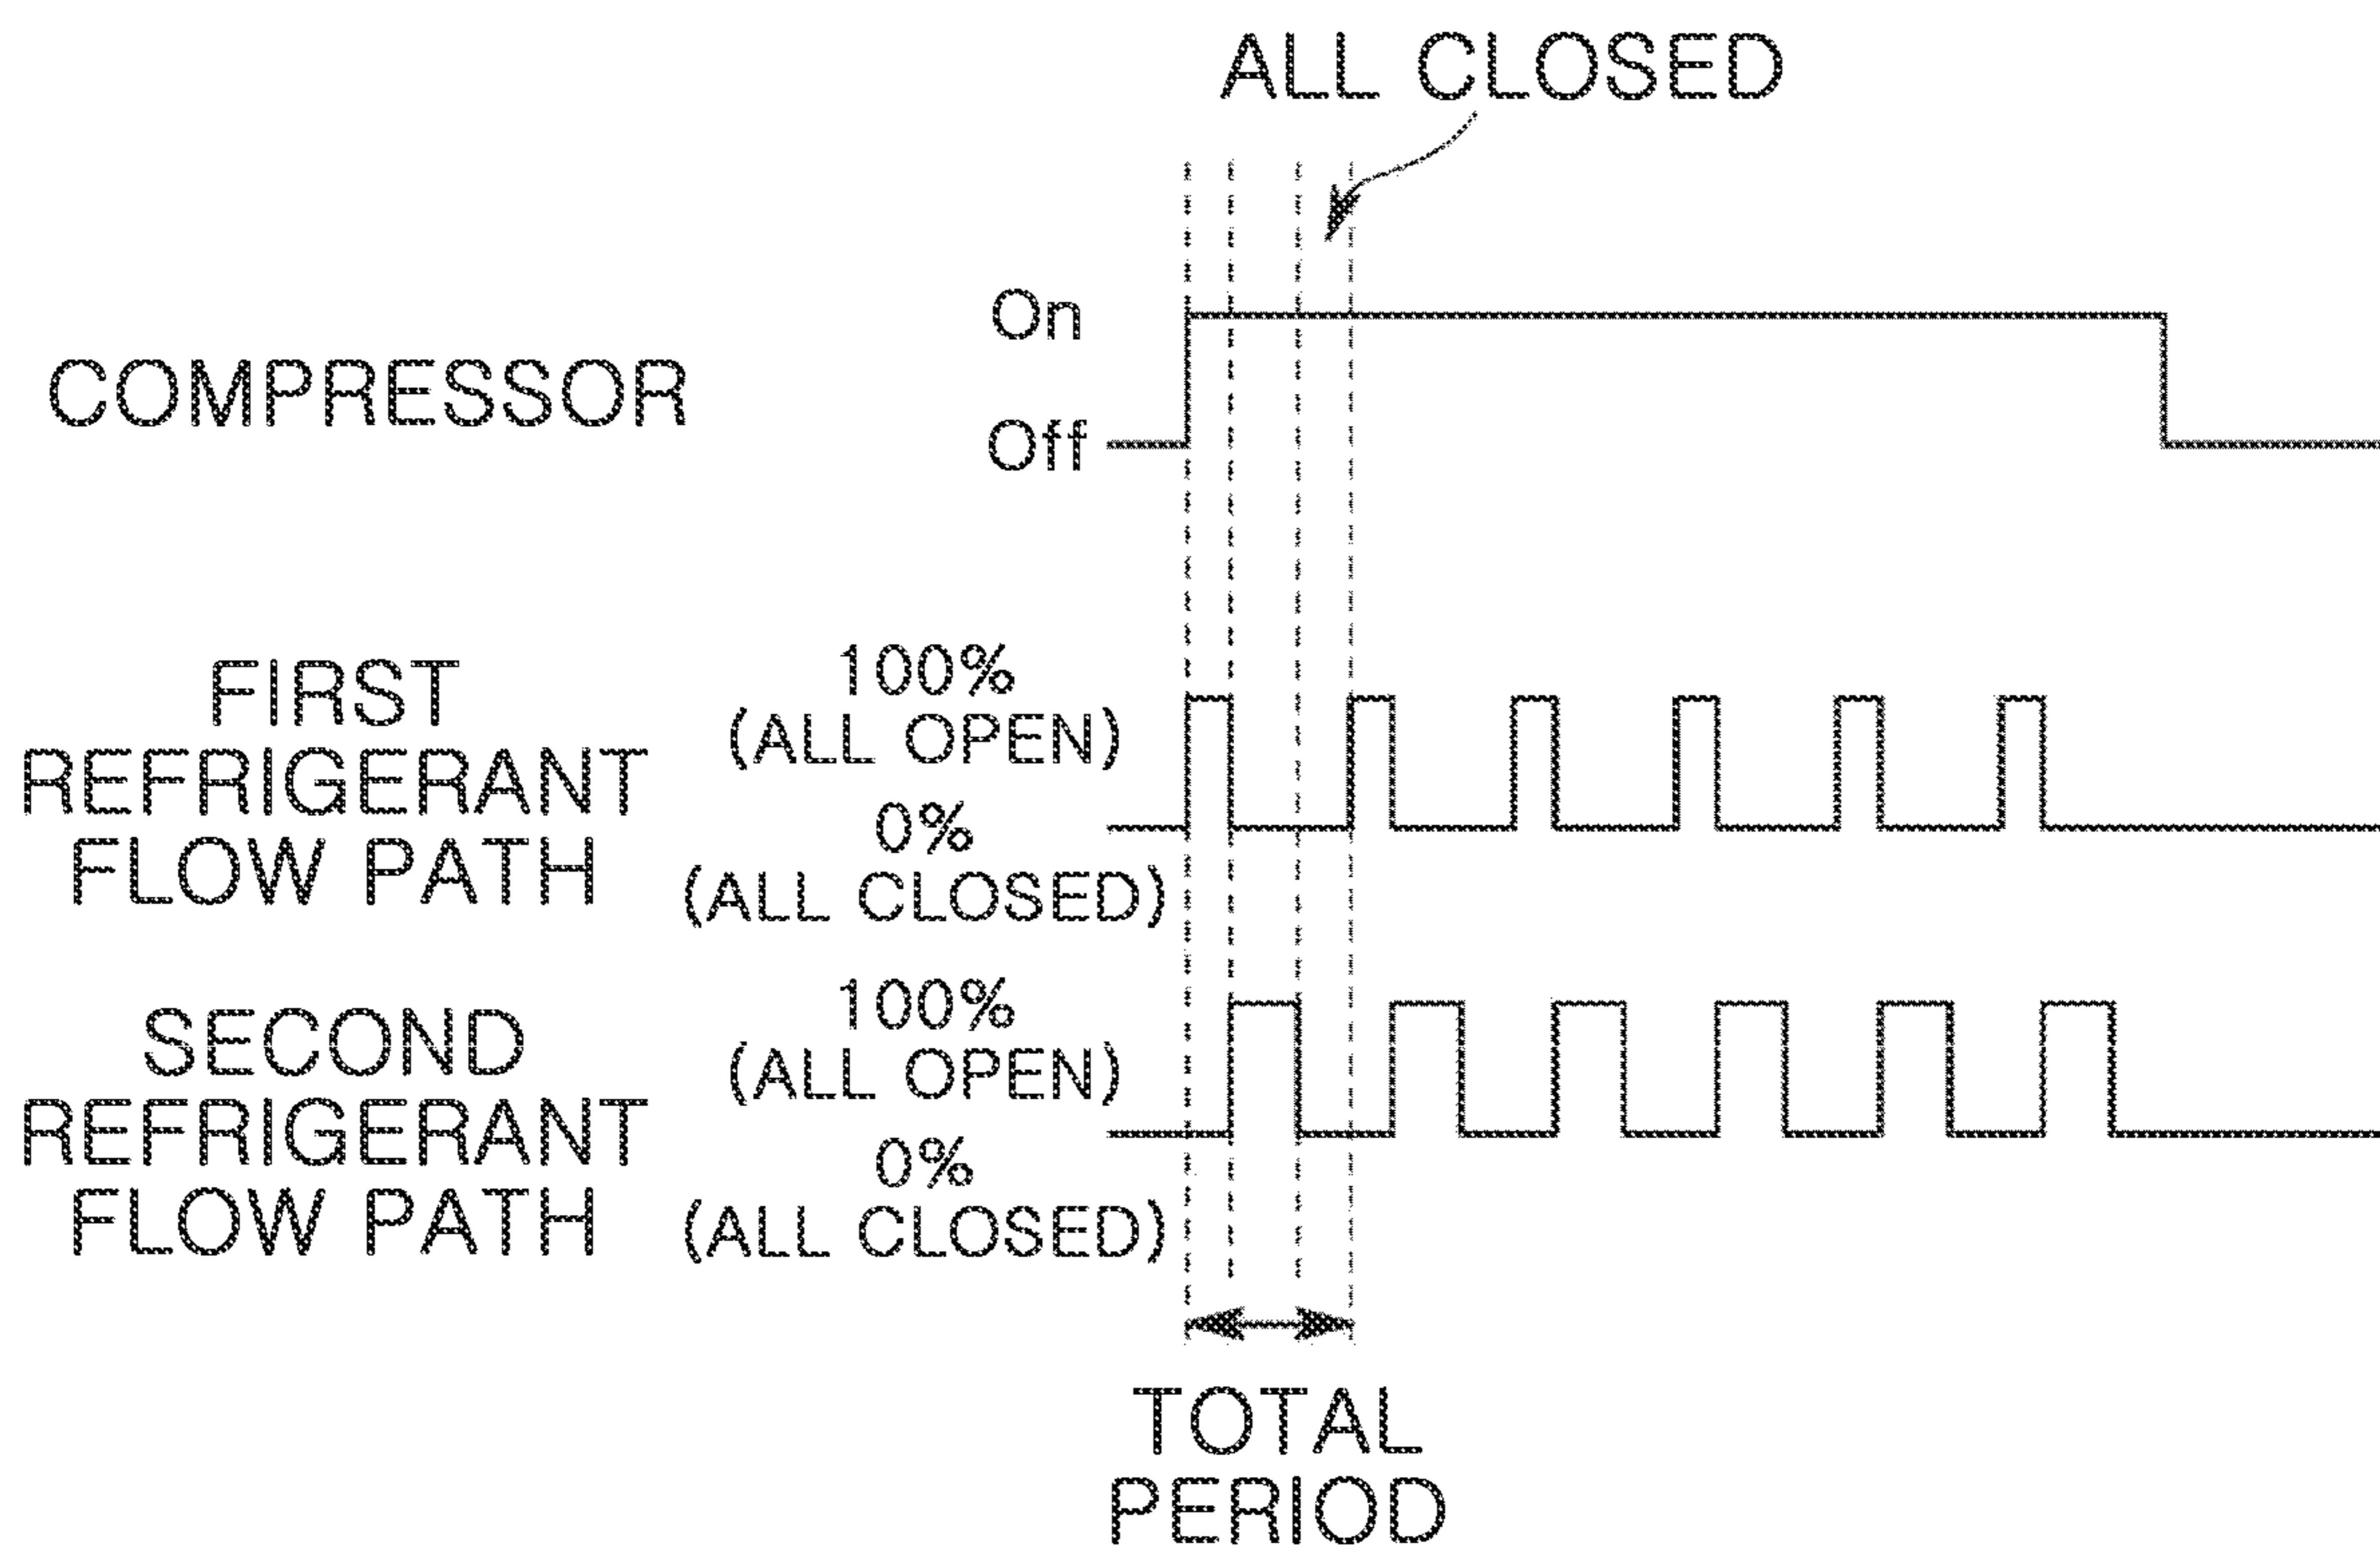 ALL CLOSED
On
COMPRESSOR
Off
FIRST
REFRIGERANT
FLOW PATH
100%
(ALL OPEN)
0%
(ALL CLOSED)
SECOND
REFRIGERANT
FLOW PATH
100%
(ALL OPEN)
0%
(ALL CLOSED)
TOTAL
PERIOD